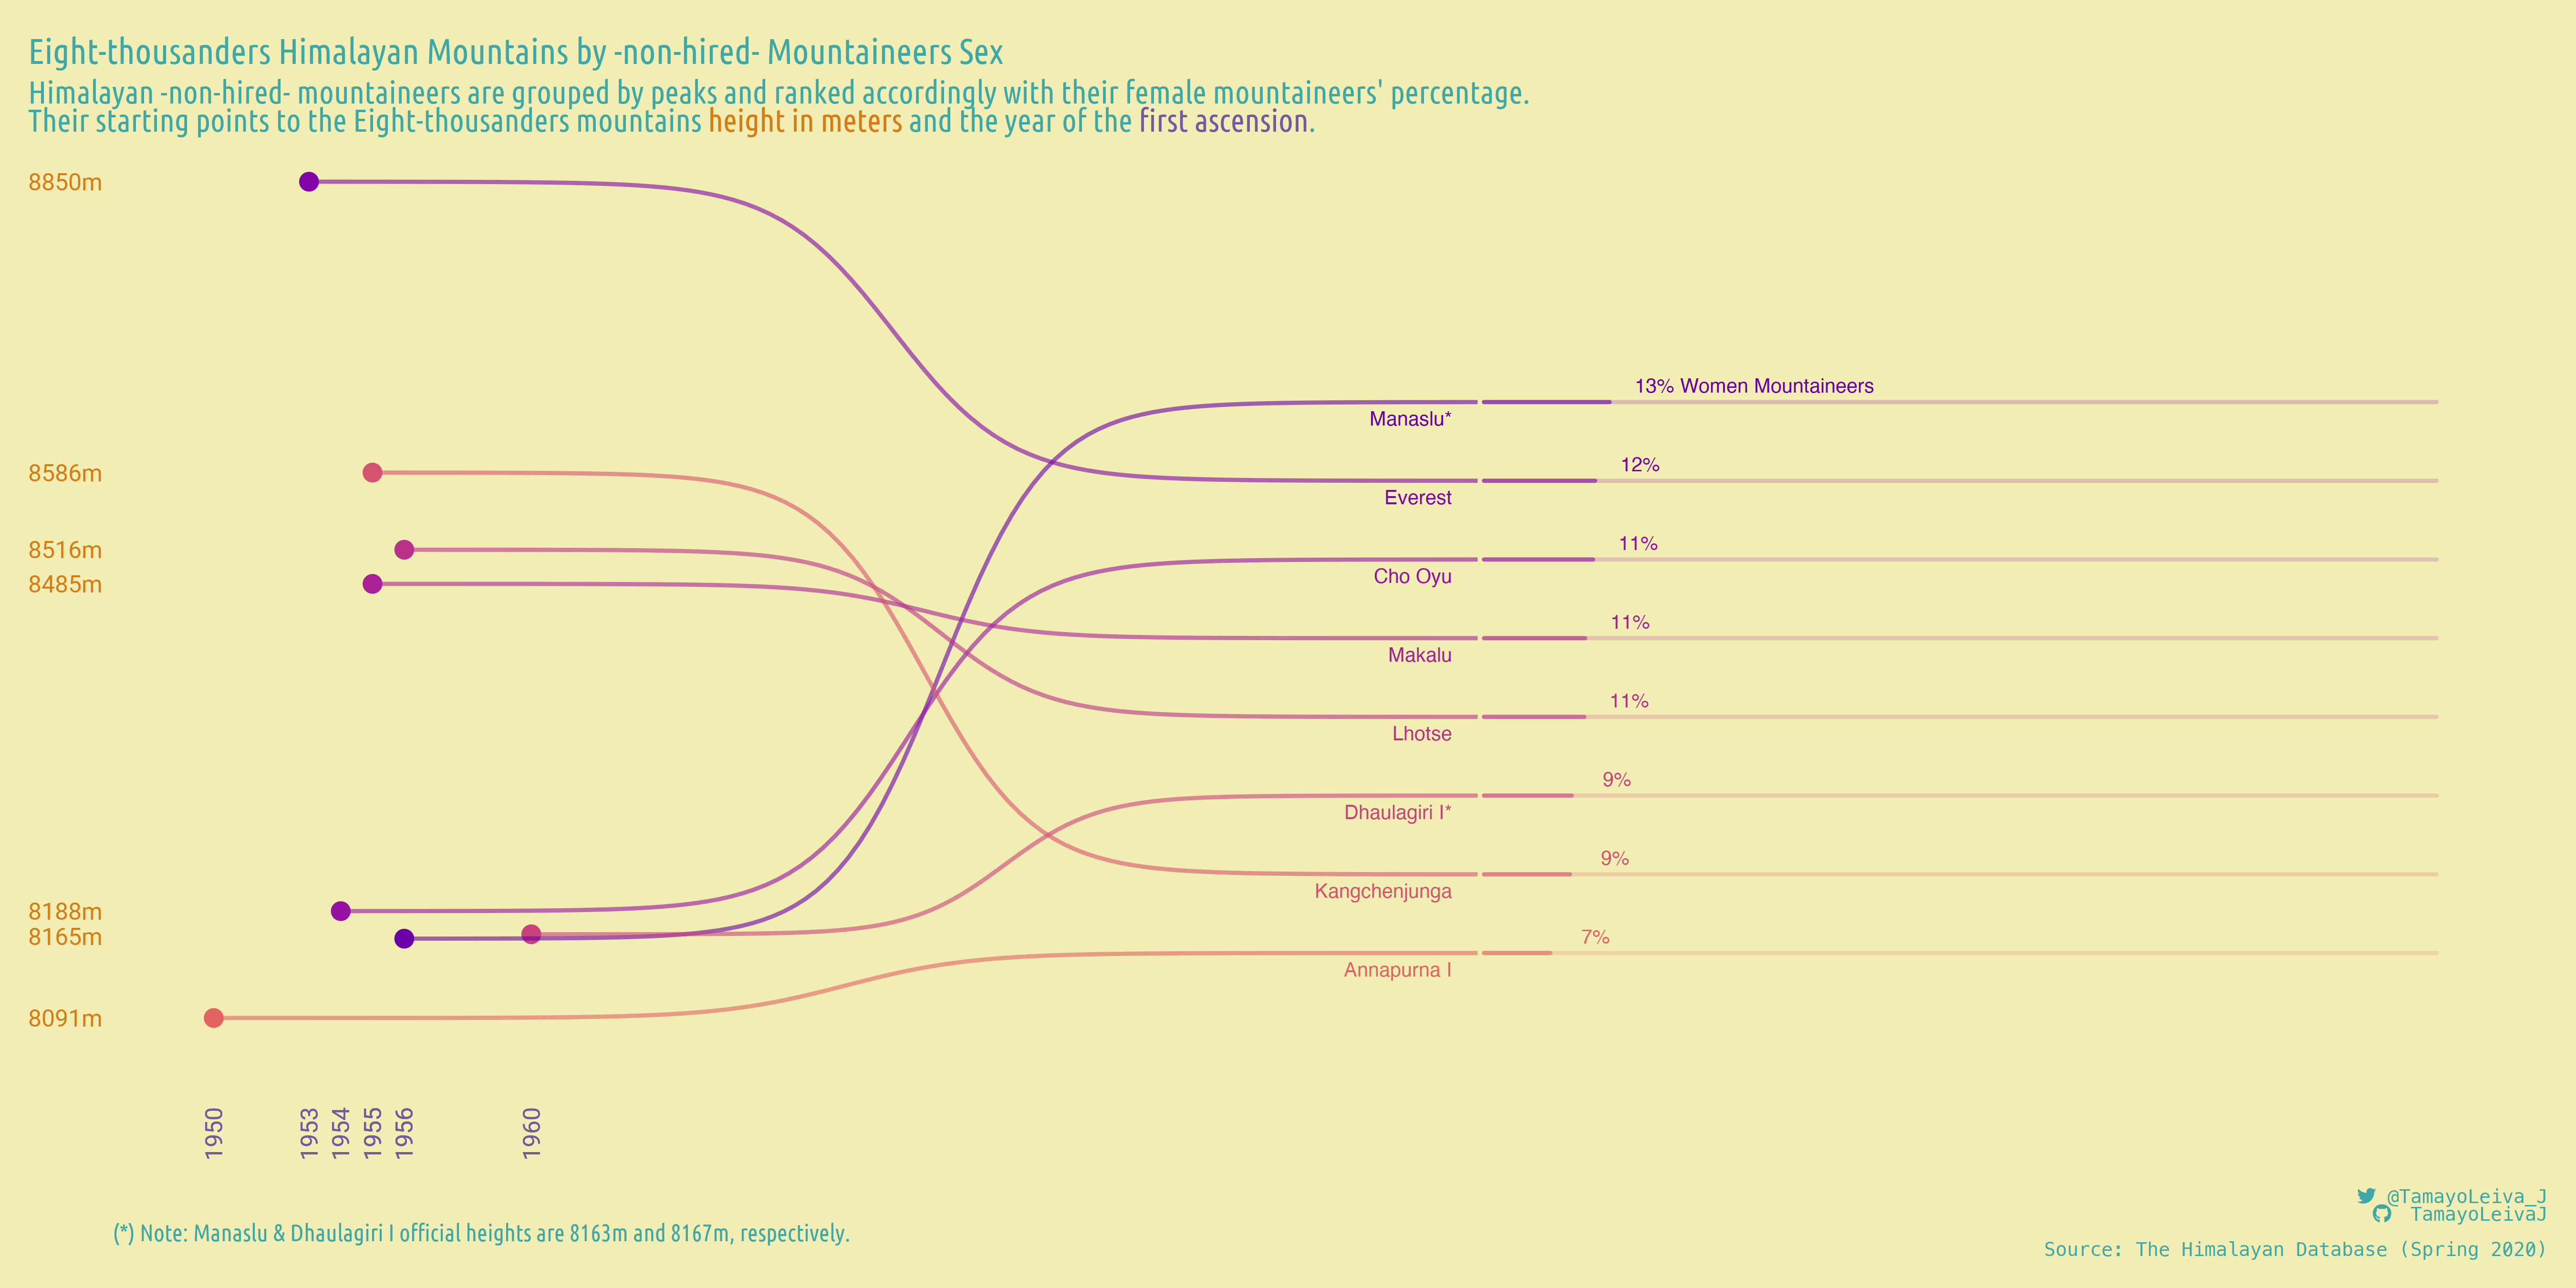 Eight-thousanders Himalayan Mountains by -non-hired- Mountaineers Sex
Himalayan -non-hired- mountaineers are grouped by peaks and ranked accordingly with their female mountaineers' percentage.
Their starting points to the Eight-thousanders mountains height in meters and the year of the first ascension.
8850m
13% Women Mountaineers
Manaslu*
8586m
12%
Everest
8516m
11%
Cho Oyu
8485m
11%
Makalu
11%
Lhotse
9%
Dhaulagiri I*
9%
Kangchenjunga
8188m
8165m
7%
Annapurna I
8091m
1950
1953
1954
1955
1956
1960
(*) Note: Manaslu & Dhaulagiri I official heights are 8163m and 8167m, respectively.
@TamayoLeiva_J
TamayoLeivaJ
Source: The Himalayan Database (Spring 2020)